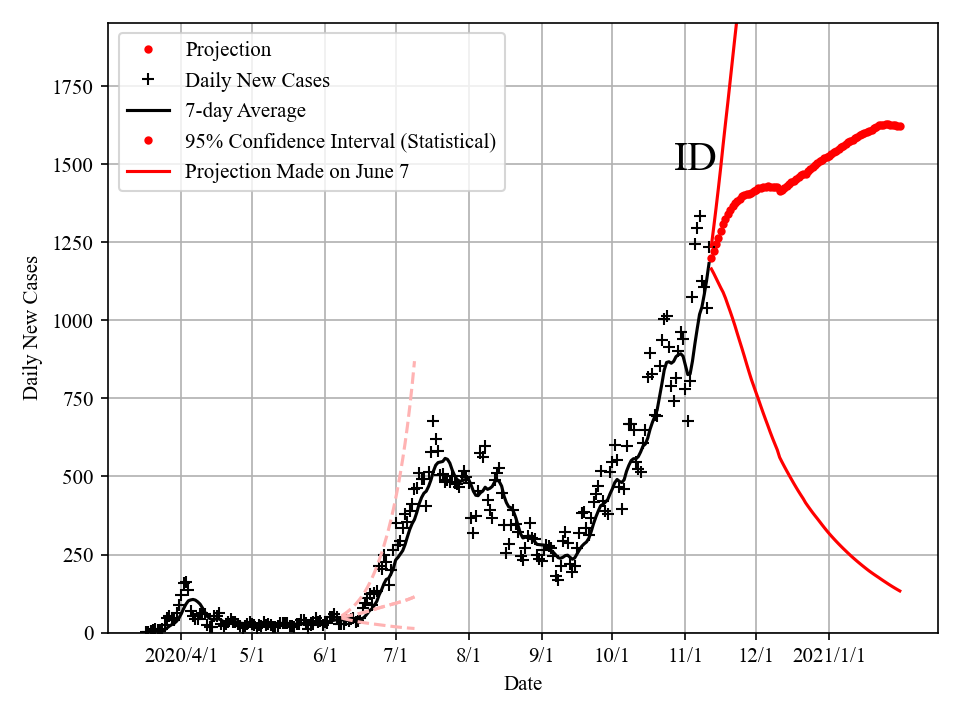 Projection
Daily New Cases
7-day Average
95% Confidence Interval (Statistical)
Projection Made on June 7
ID
1750
1500
1250
1000
750
500
250
0
Daily New Cases
2020/4/1 5/1 6/1 7/1 8/1 9/1 10/1 11/1 12/1 2021/1/1
Date